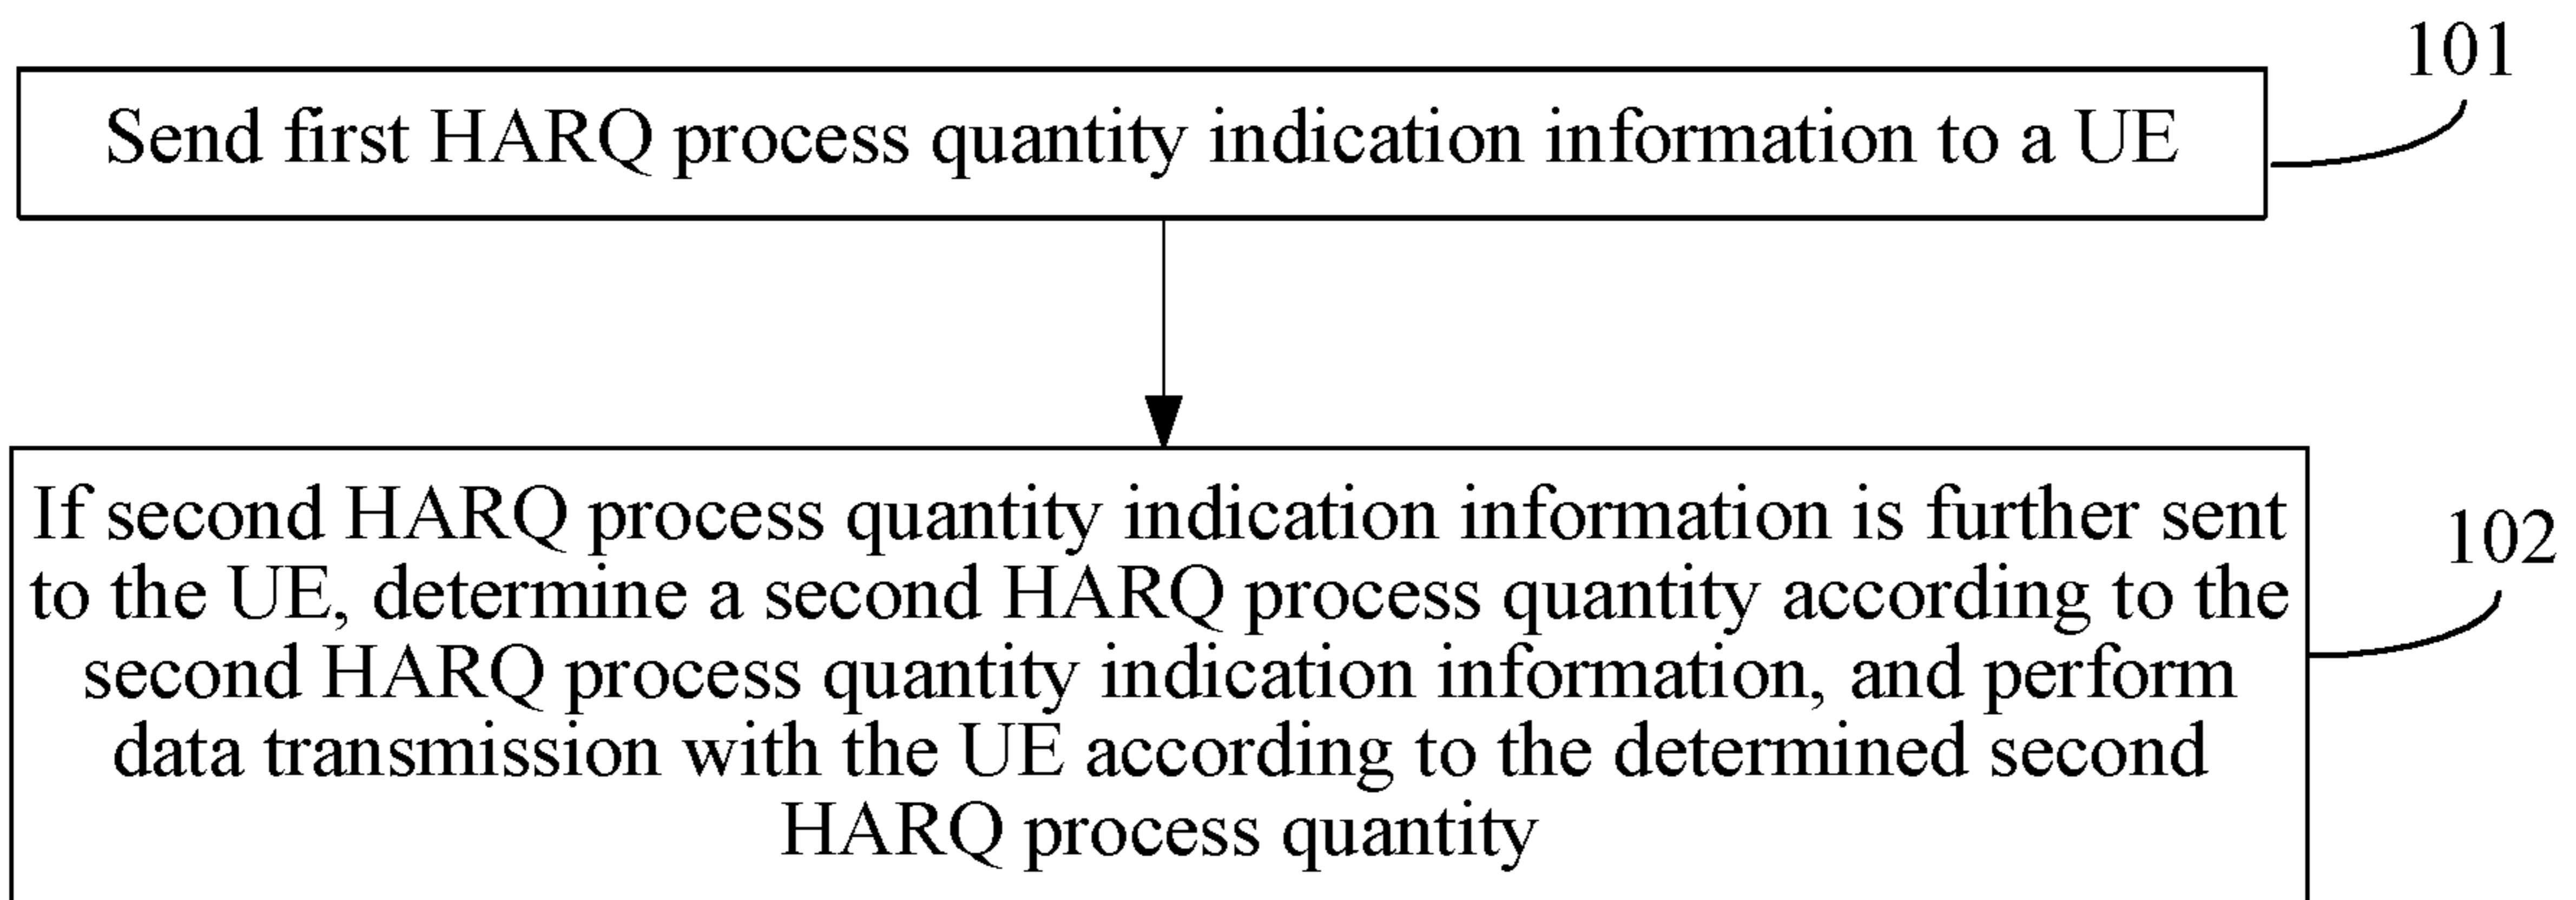 101
Send first HARQ process quantity indication information to a UE
If second HARQ process quantity indication information is further sent
to the UE, determine a second HARQ process quantity according to the
second HARQ process quantity indication information, and perform
data transmission with the UE according to the determined second
HARQ process quantity
102